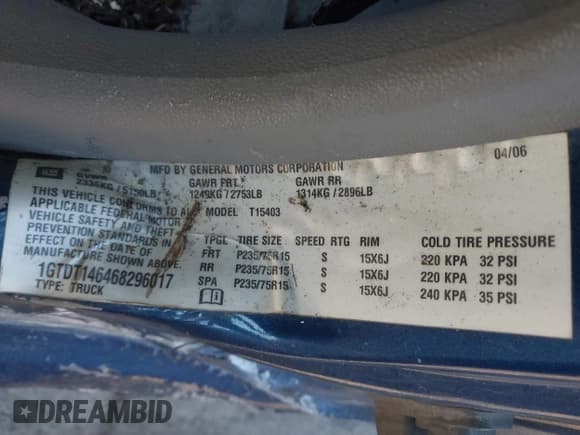 MFD BY GENERAL MOTORS CORPORATION
04/06
GVWR GAWR FRT. GAWR RR
2336KG / 5150LB 1249KG / 2753LB 1314KG / 2896LB
THIS VEHICLE CONFORMS TO ALL
APPLICABLE FEDERAL MOTOR
VEHICLE SAFETY AND THEFT
PREVENTION STANDARDS IN
EFFECT ON THE DATE OF
MANUFACTURE SHOWN ABOVE.
1GTDT146468296017
TYPE: TRUCK
MODEL T15403
TPGL TIRE SIZE SPEED RTG RIM COLD TIRE PRESSURE
FRT P235/75R15 S 15X6J 220 KPA 32 PSI
RR P235/75R15 S 15X6J 220 KPA 32 PSI
SPA P235/75R15 S 15X6J 240 KPA 35 PSI
DREAMBID